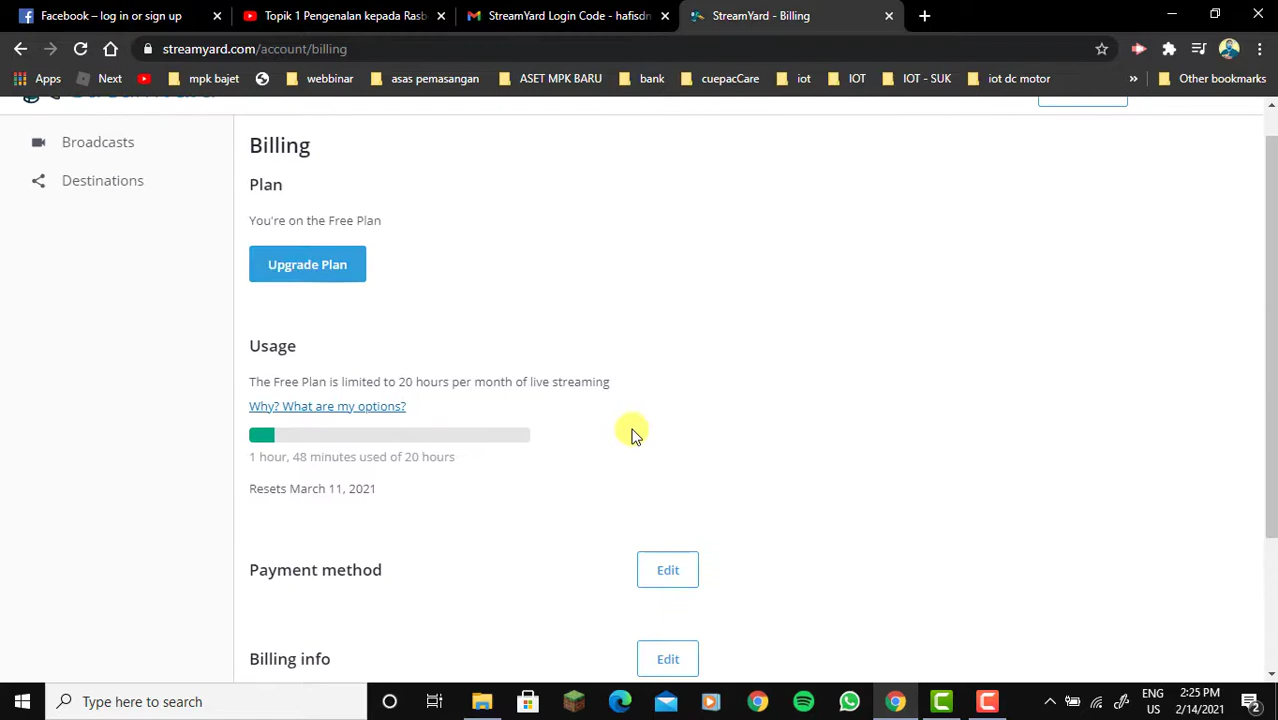 Facebook – log in or sign up
Topik 1 Pengenalan kepada Rasb
StreamYard Login Code - hafisdn
StreamYard - Billing
streamyard.com/account/billing
Apps
Next
mpk bajet
webbinar
asas pemasangan
ASET MPK BARU
bank
cucpacCare
iot
IOT
IOT - SUK
iot dc motor
»
Other bookmarks
Broadcasts
Destinations
Billing
Plan
You're on the Free Plan
Upgrade Plan
Usage
The Free Plan is limited to 20 hours per month of live streaming
Why? What are my options?
1 hour, 48 minutes used of 20 hours
Resets March 11, 2021
Payment method
Edit
Billing info
Edit
Type here to search
ENG
US
2:25 PM
2/14/2021
2